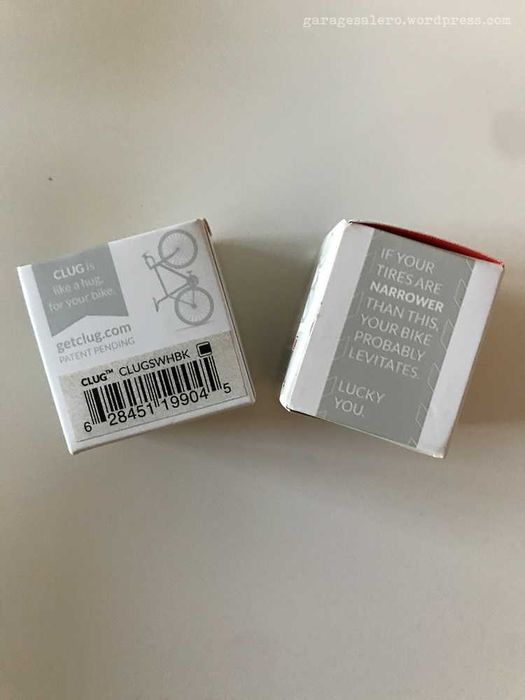 garagesalero.wordpress.com
CLUG is
like a hug,
for your bike.
getclug.com
PATENT PENDING
CLUG™ CLUGSWHBK
6 28451 19904 5
IF YOUR
TIRES ARE
NARROWER
THAN THIS,
YOUR BIKE
PROBABLY
LEVITATES.
LUCKY
YOU.